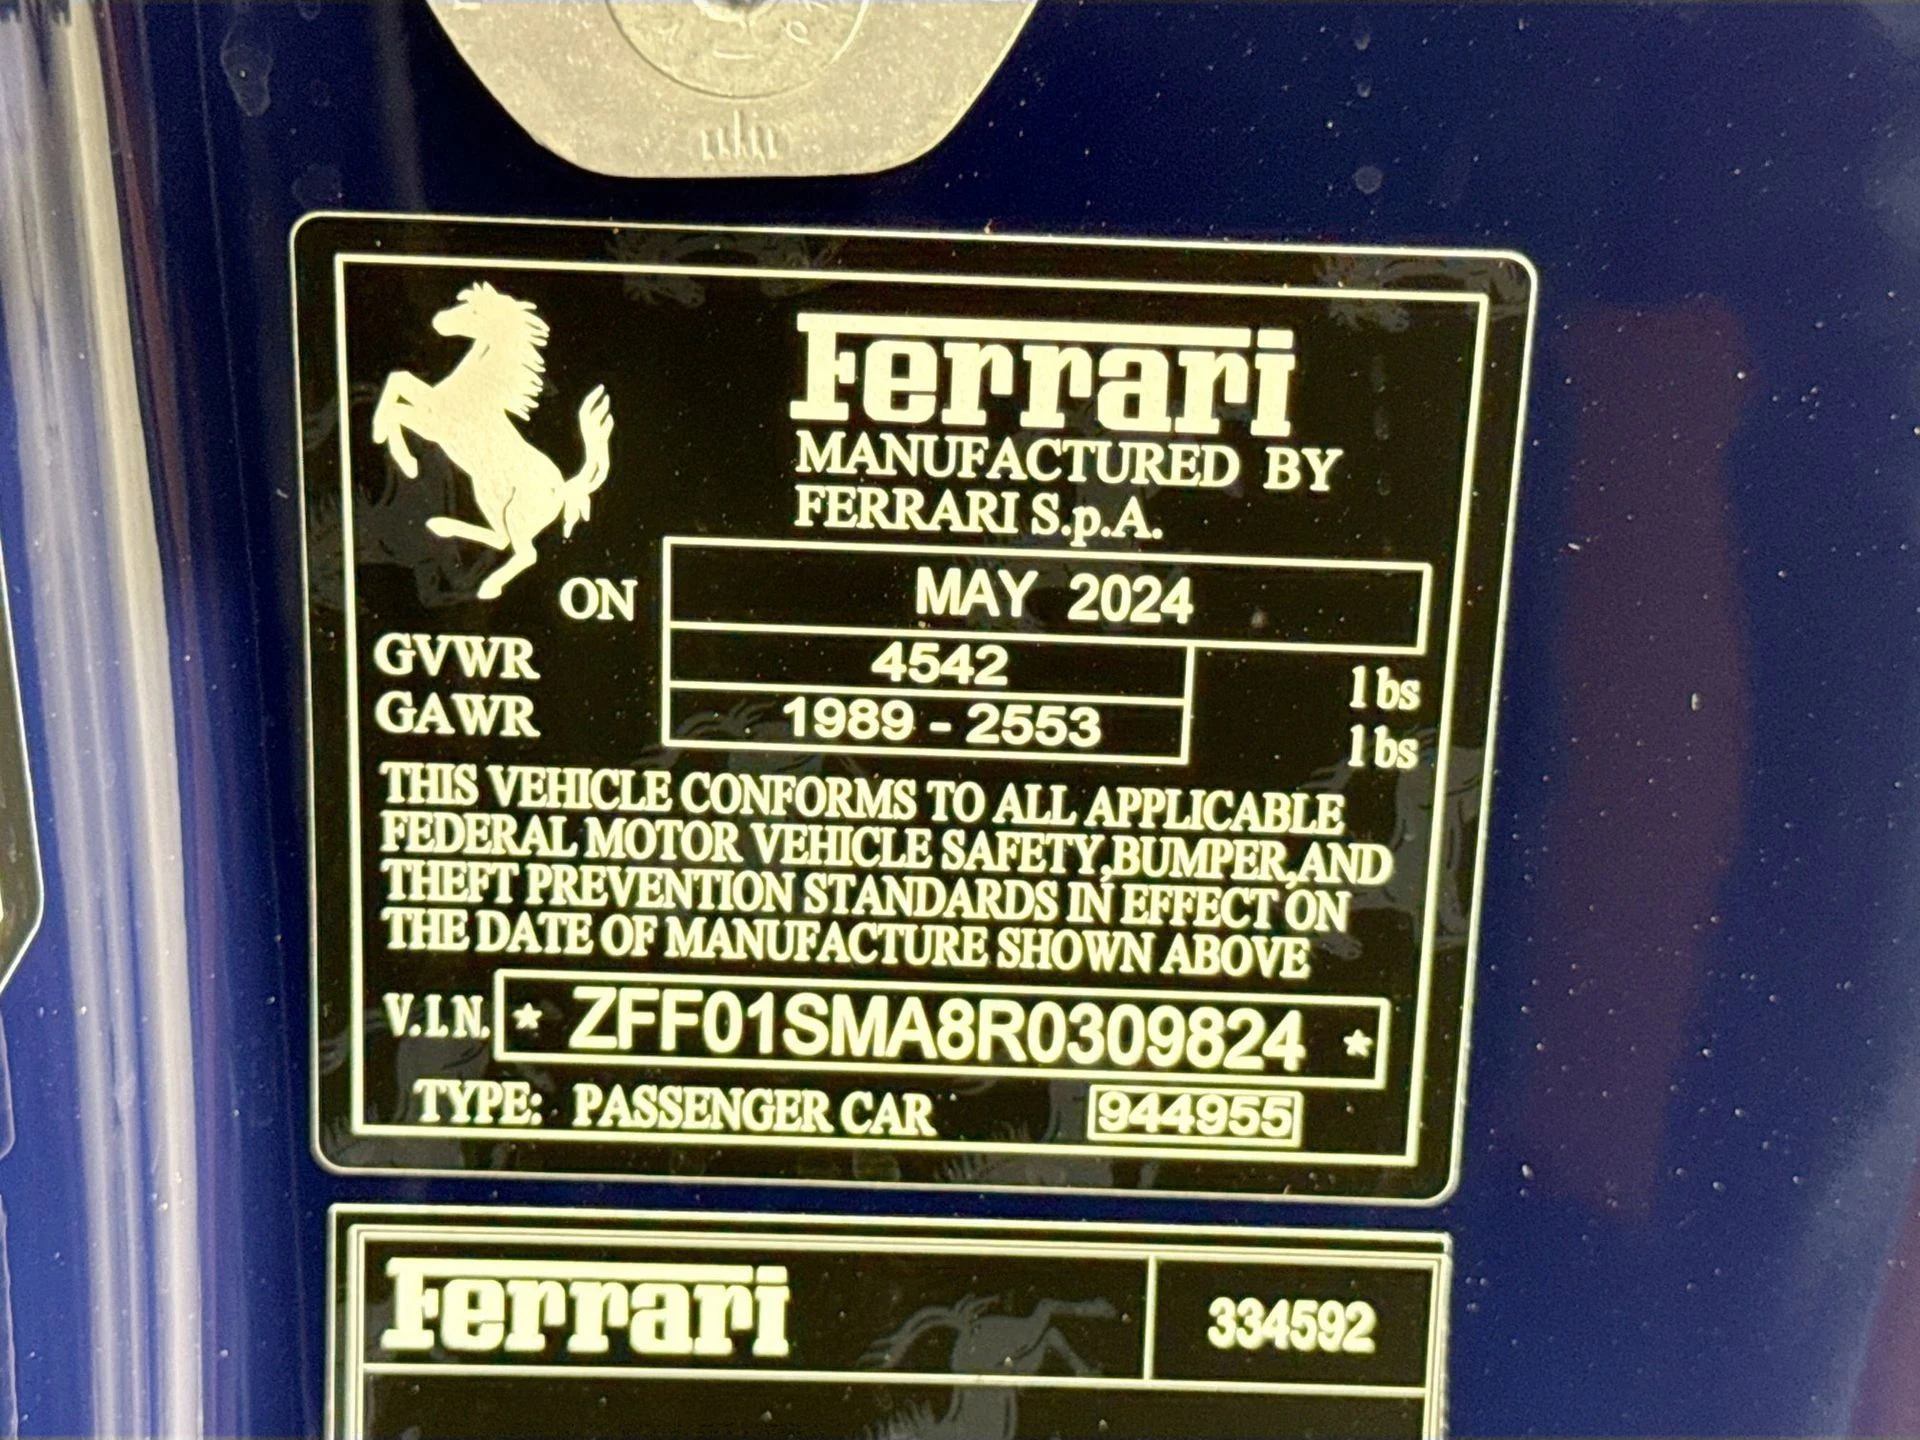 Ferrari
MANUFACTURED BY
FERRARI S.p.A.
ON MAY 2024
GVWR 4542 lbs
GAWR 1989 - 2553 lbs
THIS VEHICLE CONFORMS TO ALL APPLICABLE
FEDERAL MOTOR VEHICLE SAFETY,BUMPER,AND
THEFT PREVENTION STANDARDS IN EFFECT ON
THE DATE OF MANUFACTURE SHOWN ABOVE
V.I.N. * ZFF01SMA8R0309824 *
TYPE: PASSENGER CAR 944955
Ferrari 334592